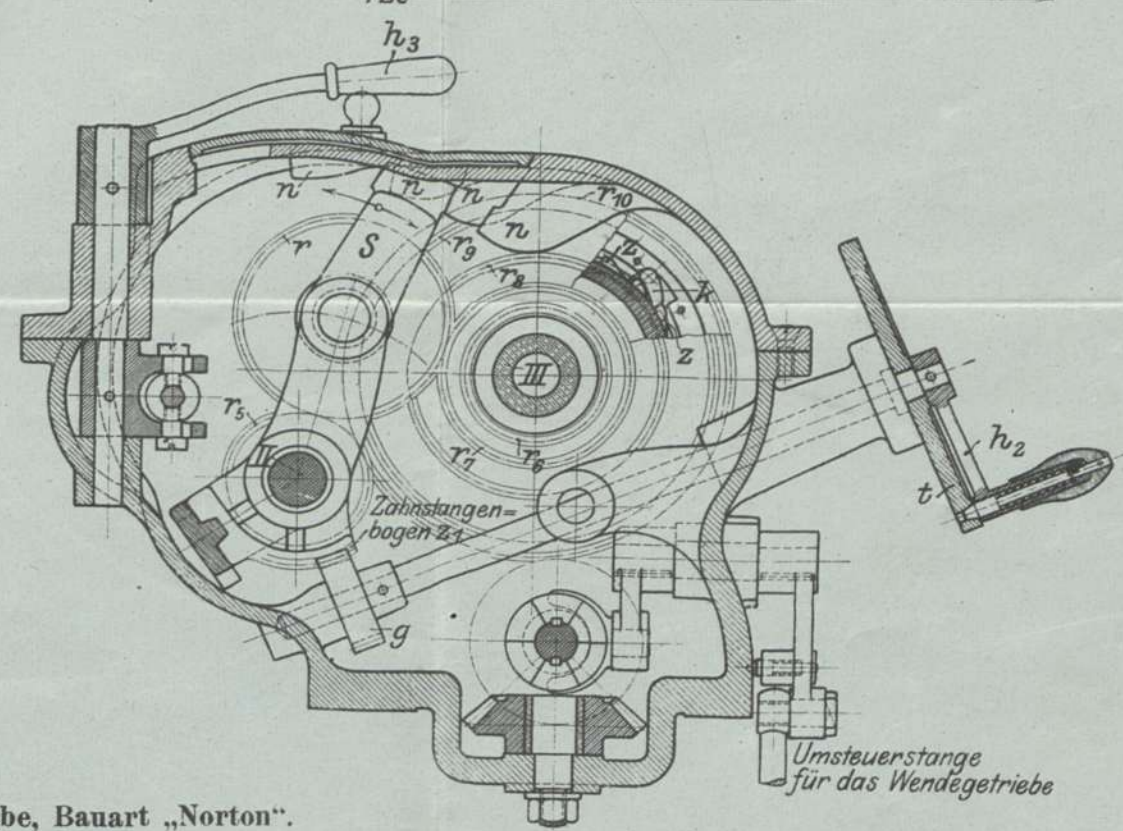 h₃
n
n
n
n
r₁₀
r
S
r₉
r₈
k
z
III
r₅
r₇
r₆
II
h₂
t
Zahnstangen=
bogen z₁
g
Umsteuerstange
für das Wendegetriebe
be, Bauart „Norton“.